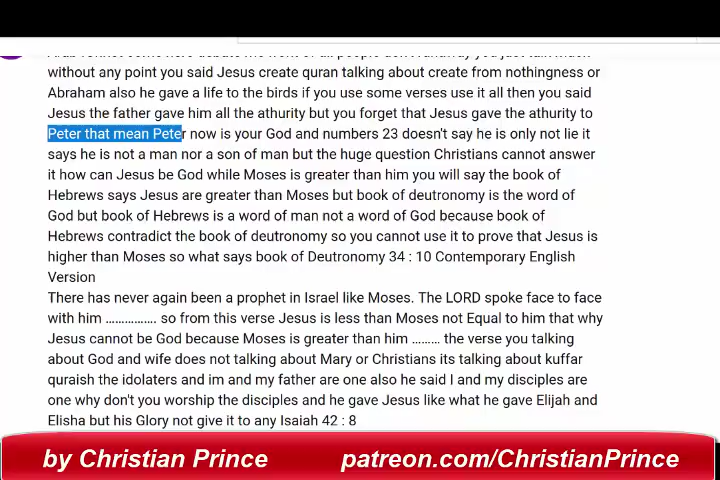 without any point you said Jesus create quran talking about create from nothingness or
Abraham also he gave a life to the birds if you use some verses use it all then you said
Jesus the father gave him all the athurity but you forget that Jesus gave the athurity to
Peter that mean Peter now is your God and numbers 23 doesn't say he is only not lie it
says he is not a man nor a son of man but the huge question Christians cannot answer
it how can Jesus be God while Moses is greater than him you will say the book of
Hebrews says Jesus are greater than Moses but book of deutronomy is the word of
God but book of Hebrews is a word of man not a word of God because book of
Hebrews contradict the book of deutronomy so you cannot use it to prove that Jesus is
higher than Moses so what says book of Deutronomy 34 : 10 Contemporary English
Version
There has never again been a prophet in Israel like Moses. The LORD spoke face to face
with him ................ so from this verse Jesus is less than Moses not Equal to him that why
Jesus cannot be God because Moses is greater than him ......... the verse you talking
about God and wife does not talking about Mary or Christians its talking about kuffar
quraish the idolaters and im and my father are one also he said I and my disciples are
one why don't you worship the disciples and he gave Jesus like what he gave Elijah and
Elisha but his Glory not give it to any Isaiah 42 : 8
by Christian Prince patreon.com/ChristianPrince